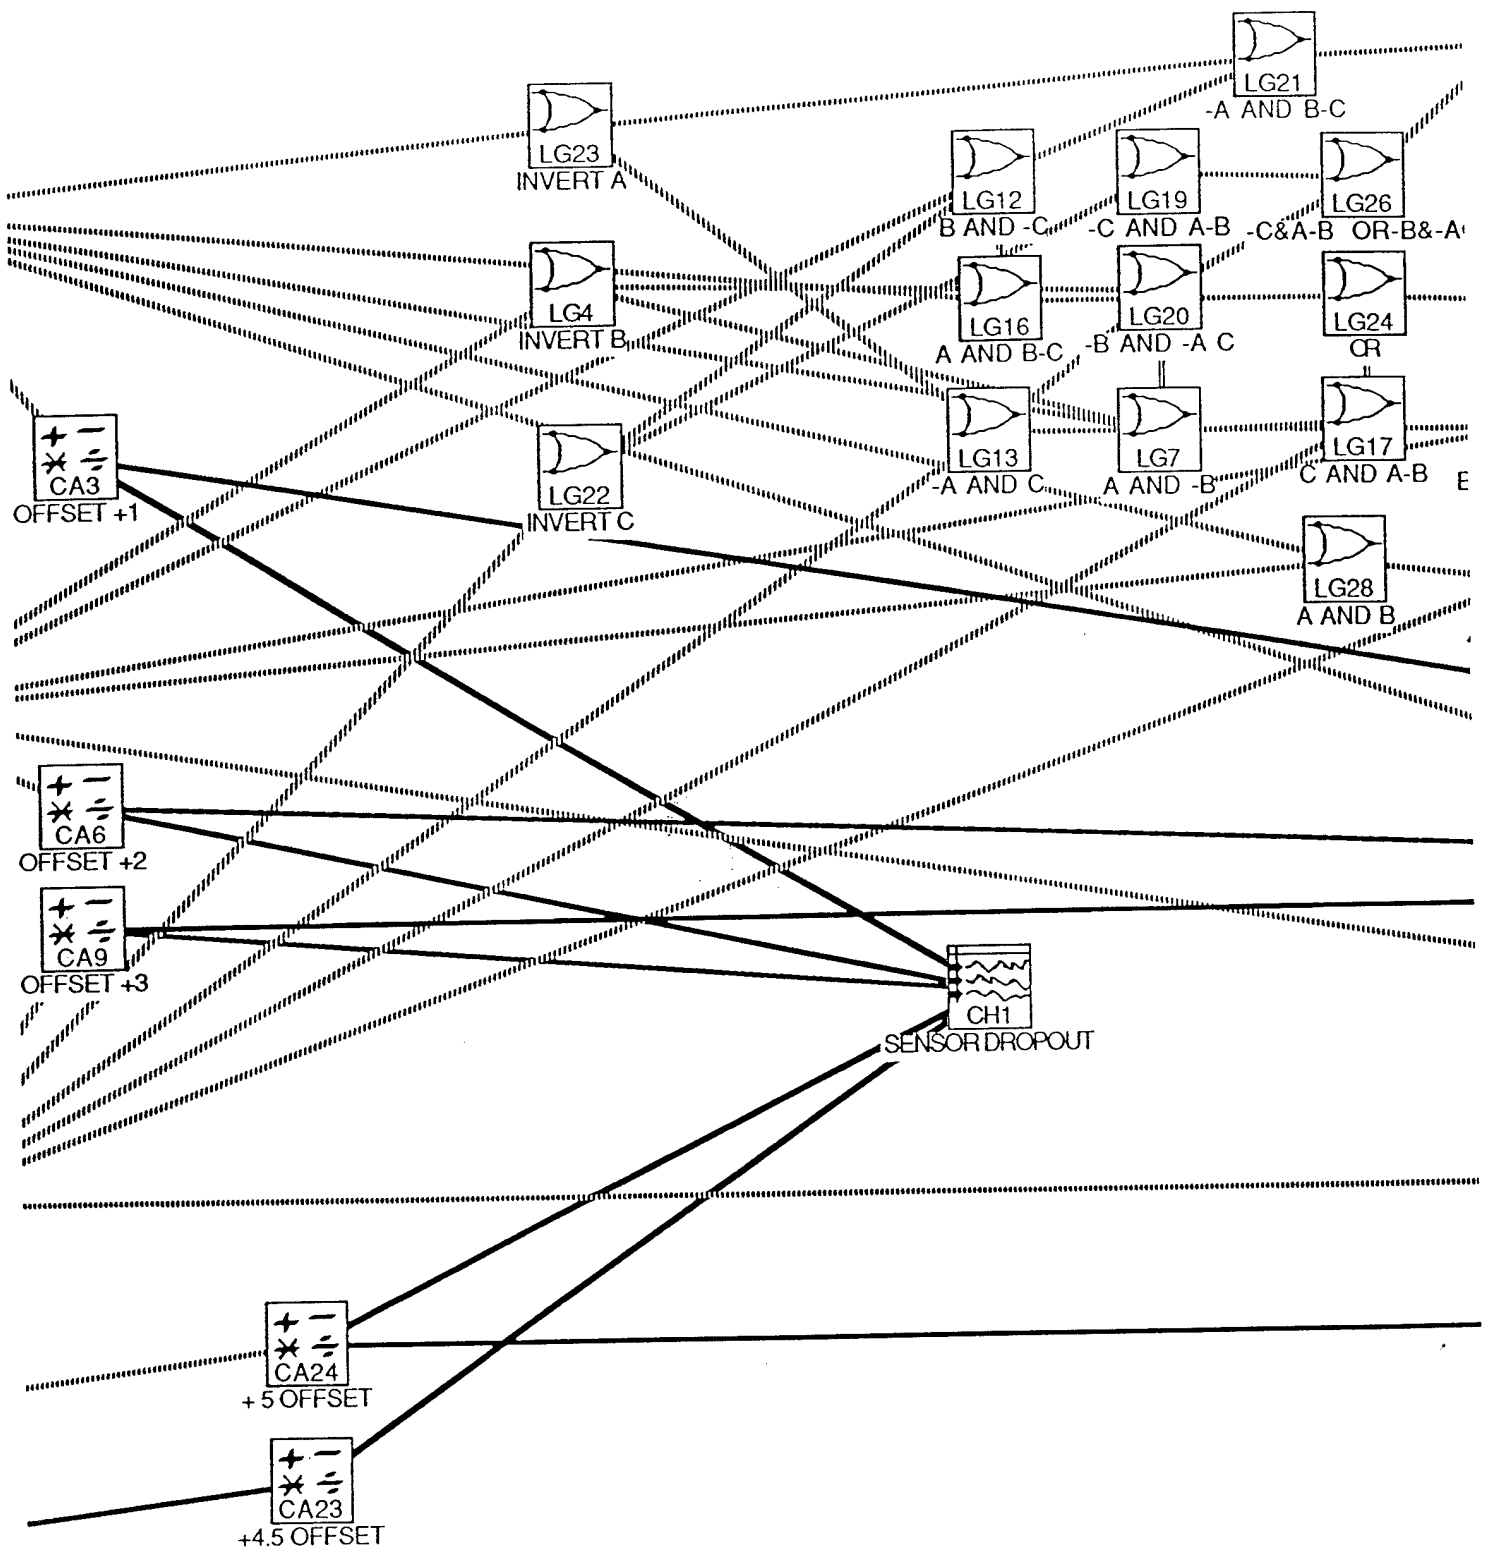 LG21
-A AND B-C
LG23
INVERT A
LG12
B AND -C
LG19
-C AND A-B
LG26
-C&A-B OR-B&-A
LG4
INVERT B
LG16
A AND B-C
LG20
-B AND -A C
LG24
OR
CA3
OFFSET +1
LG22
INVERT C
LG13
-A AND C
LG7
A AND -B
LG17
C AND A-B
E
LG28
A AND B
CA6
OFFSET +2
CA9
OFFSET +3
CH1
SENSOR DROPOUT
CA24
+ 5 OFFSET
CA23
+4.5 OFFSET